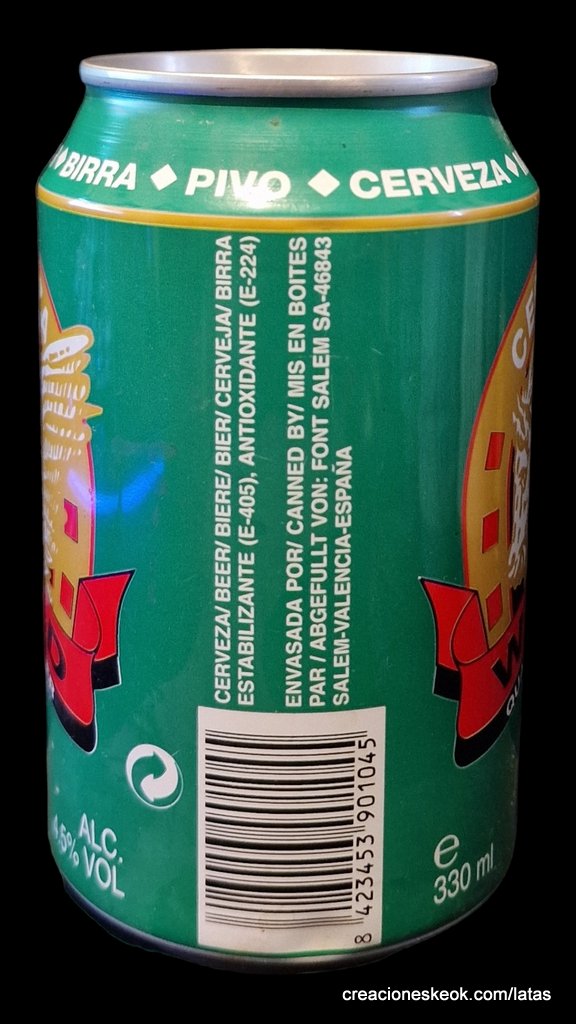 BIRRA ◆ PIVO ◆ CERVEZA ◆
CERVEZA/ BEER/ BIERE/ BIER/ CERVEJA/ BIRRA
ESTABILIZANTE (E-405), ANTIOXIDANTE (E-224)
ENVASADA POR/ CANNED BY/ MIS EN BOITES
PAR / ABGEFULLT VON: FONT SALEM SA-46843
SALEM-VALENCIA-ESPAÑA
ALC.
4,5% VOL
8 423453 901045
e
330 ml
creacioneskeok.com/latas